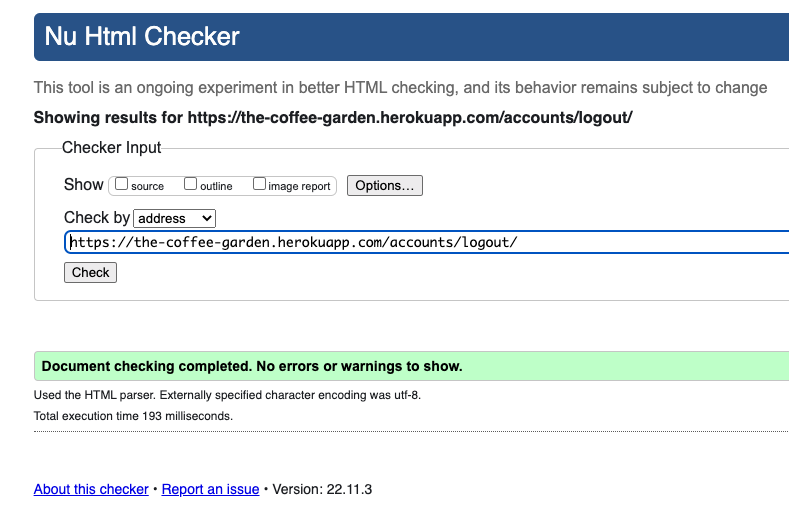 Nu Html Checker
This tool is an ongoing experiment in better HTML checking, and its behavior remains subject to change
Showing results for https://the-coffee-garden.herokuapp.com/accounts/logout/
Checker Input
Show source outline image report Options...
Check by address
https://the-coffee-garden.herokuapp.com/accounts/logout/
Check
Document checking completed. No errors or warnings to show.
Used the HTML parser. Externally specified character encoding was utf-8.
Total execution time 193 milliseconds.
About this checker • Report an issue • Version: 22.11.3